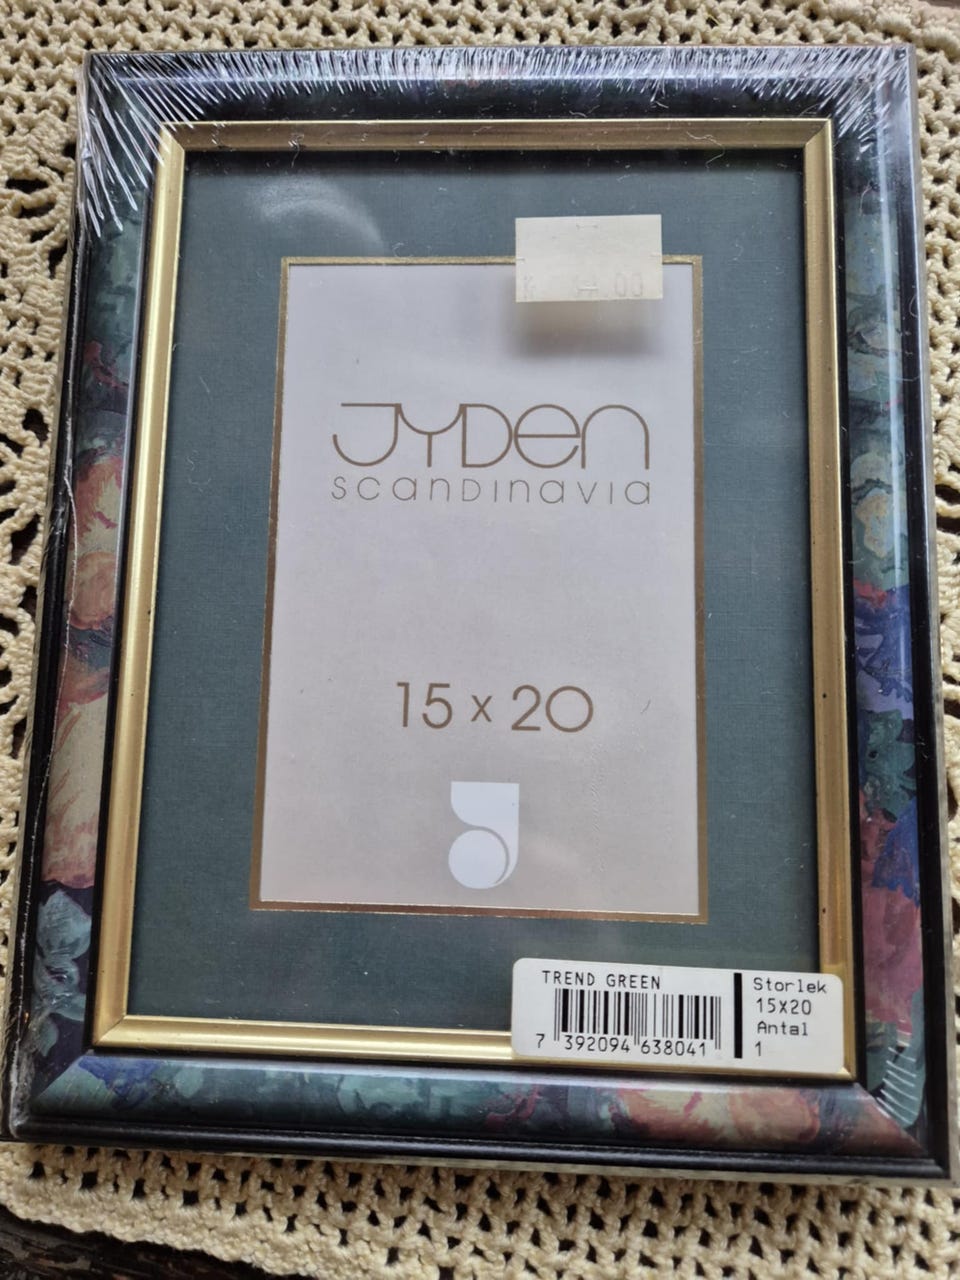 JYDEN
SCANDINAVIA
15 x 20
TREND GREEN
7 392094 638041
Storlek
15X20
Antal
1